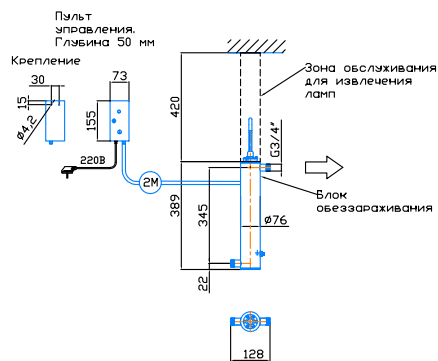 Пульт
управления.
Глубина 50 мм
Крепление
30
73
15
155
Ø4,2
220В
2М
420
Зона обслуживания
для извлечения
ламп
G3/4"
389
345
Блок
обеззараживания
Ø76
22
128